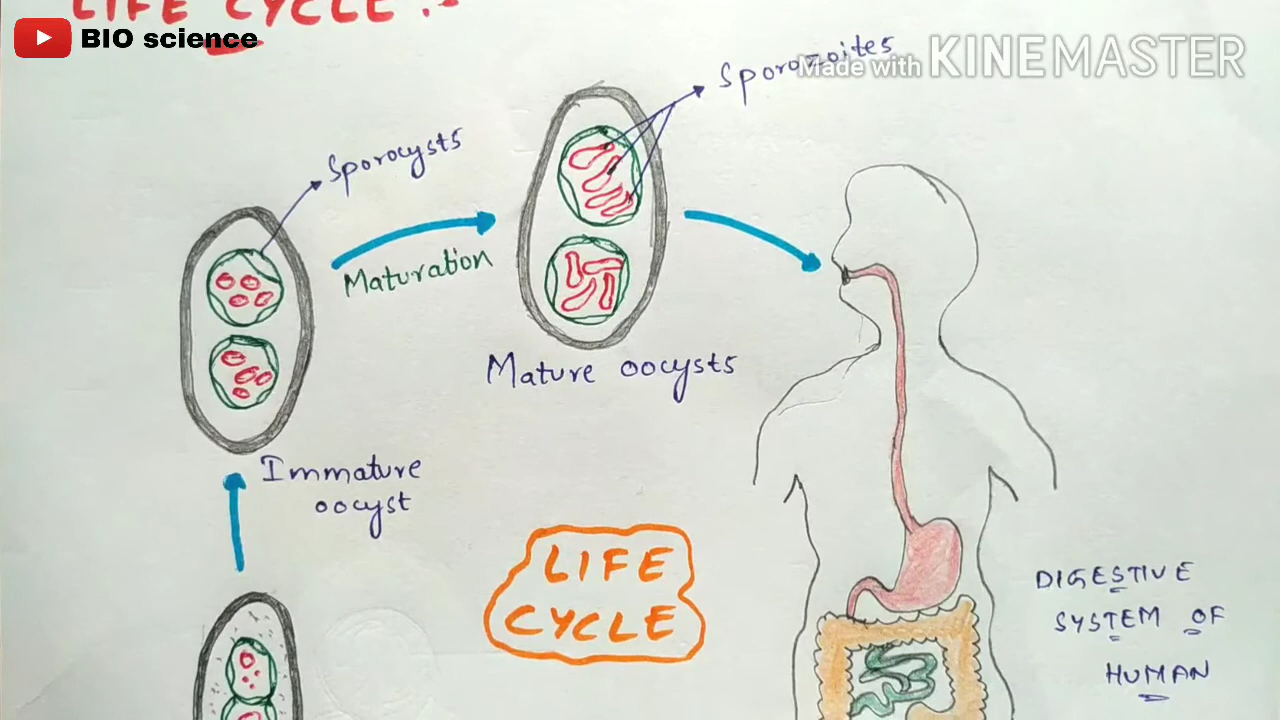 LIFE CYCLE :-
BIO science
Made with KINEMASTER
Sporozoites
Sporocysts
Maturation
Mature oocysts
Immature
oocyst
LIFE
CYCLE
DIGESTIVE
SYSTEM OF
HUMAN